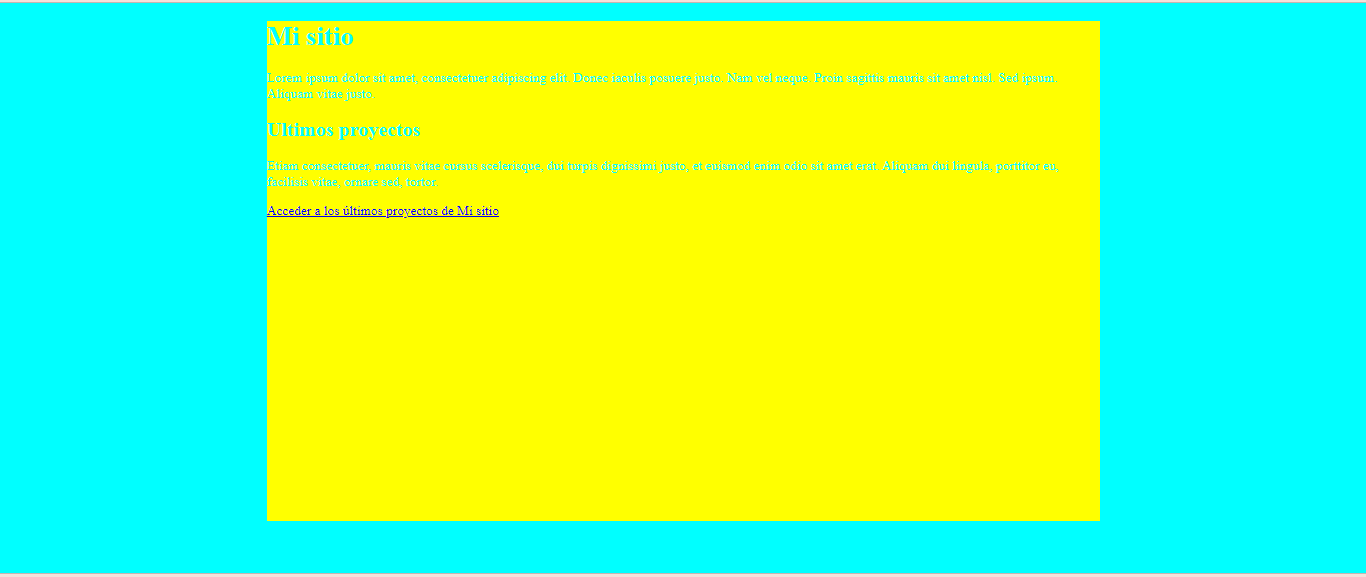 Mi sitio
Lorem ipsum dolor sit amet, consectetuer adipiscing elit. Donec iaculis posuere justo. Nam vel neque. Proin sagittis mauris sit amet nisl. Sed ipsum.
Aliquam vitae justo.
Ultimos proyectos
Etiam consectetuer, mauris vitae cursus scelerisque, dui turpis dignissim justo, et euismod enim odio sit amet erat. Aliquam dui lingula, porttitor eu,
facilisis vitae, ornare sed, tortor.
Acceder a los últimos proyectos de Mi sitio